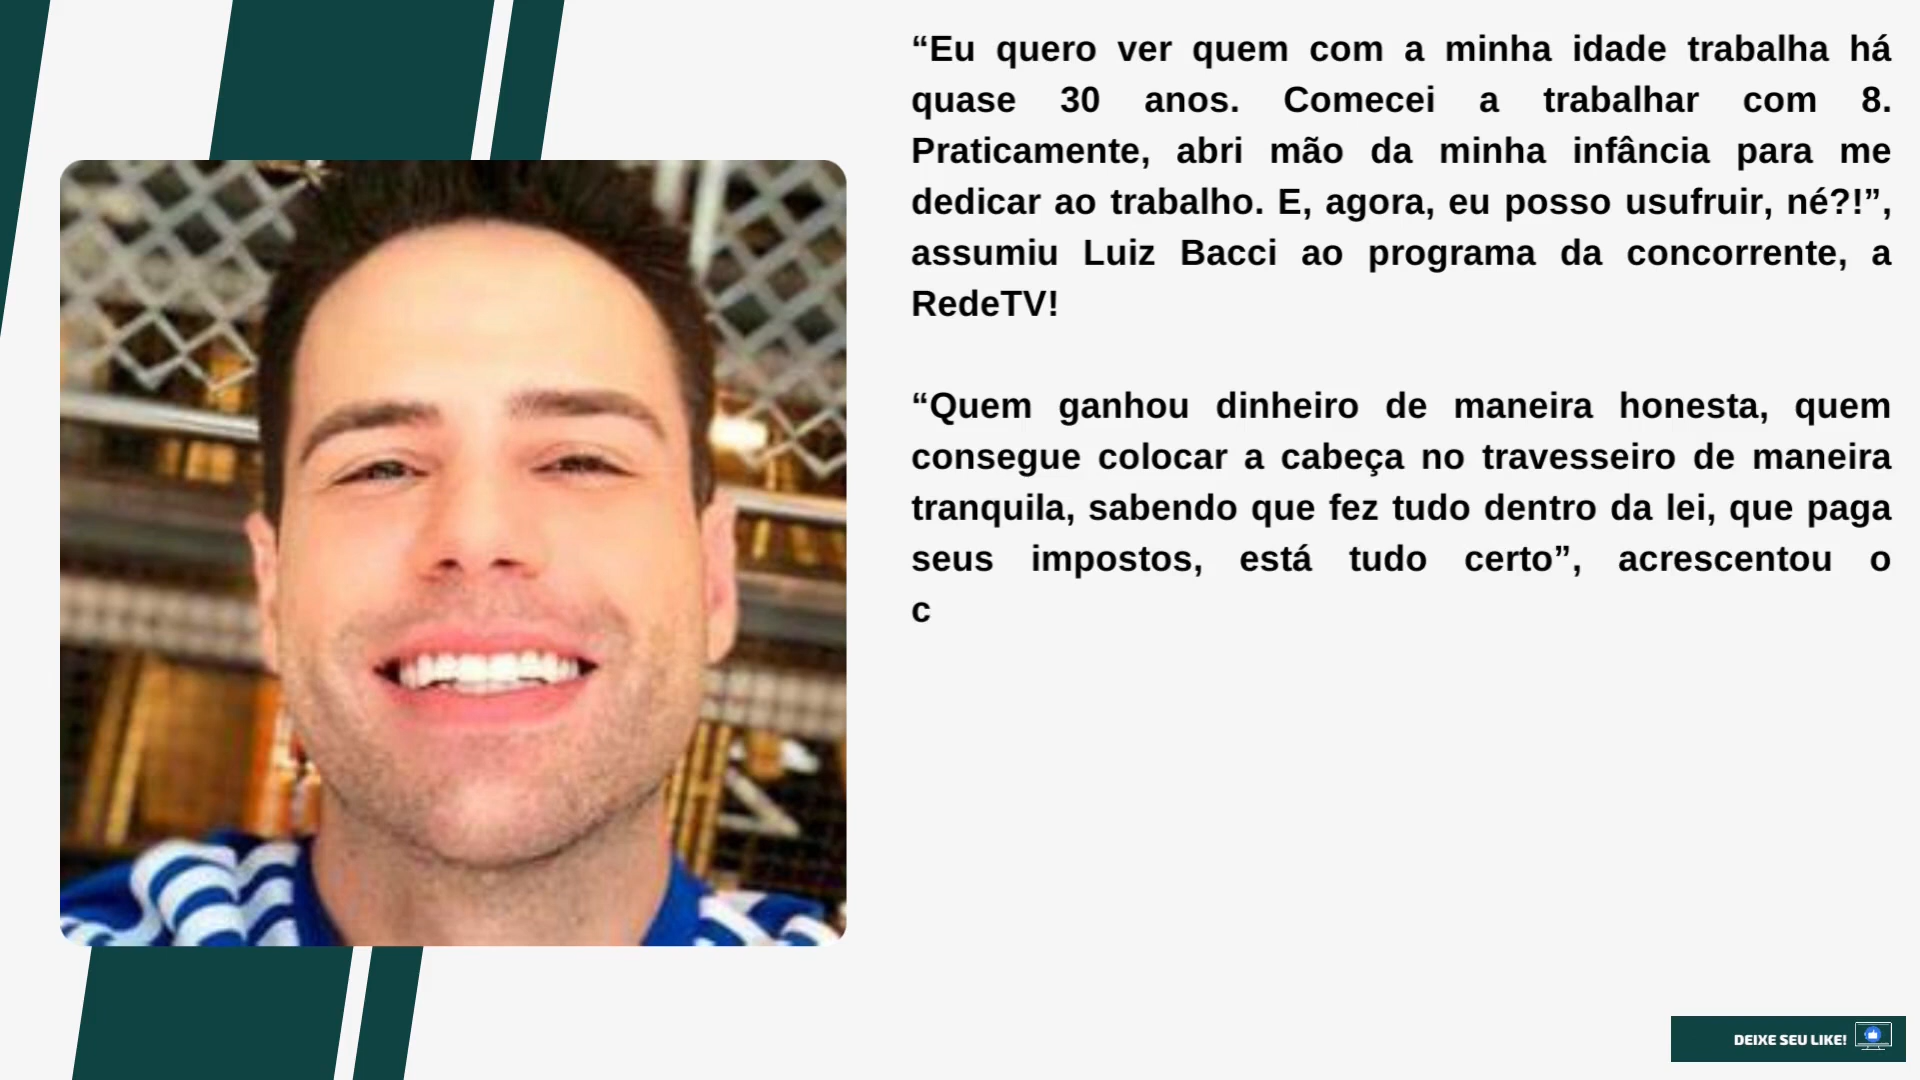 “Eu quero ver quem com a minha idade trabalha há
quase 30 anos. Comecei a trabalhar com 8.
Praticamente, abri mão da minha infância para me
dedicar ao trabalho. E, agora, eu posso usufruir, né?!”,
assumiu Luiz Bacci ao programa da concorrente, a
RedeTV!
“Quem ganhou dinheiro de maneira honesta, quem
consegue colocar a cabeça no travesseiro de maneira
tranquila, sabendo que fez tudo dentro da lei, que paga
seus impostos, está tudo certo”, acrescentou o
c
DEIXE SEU LIKE!